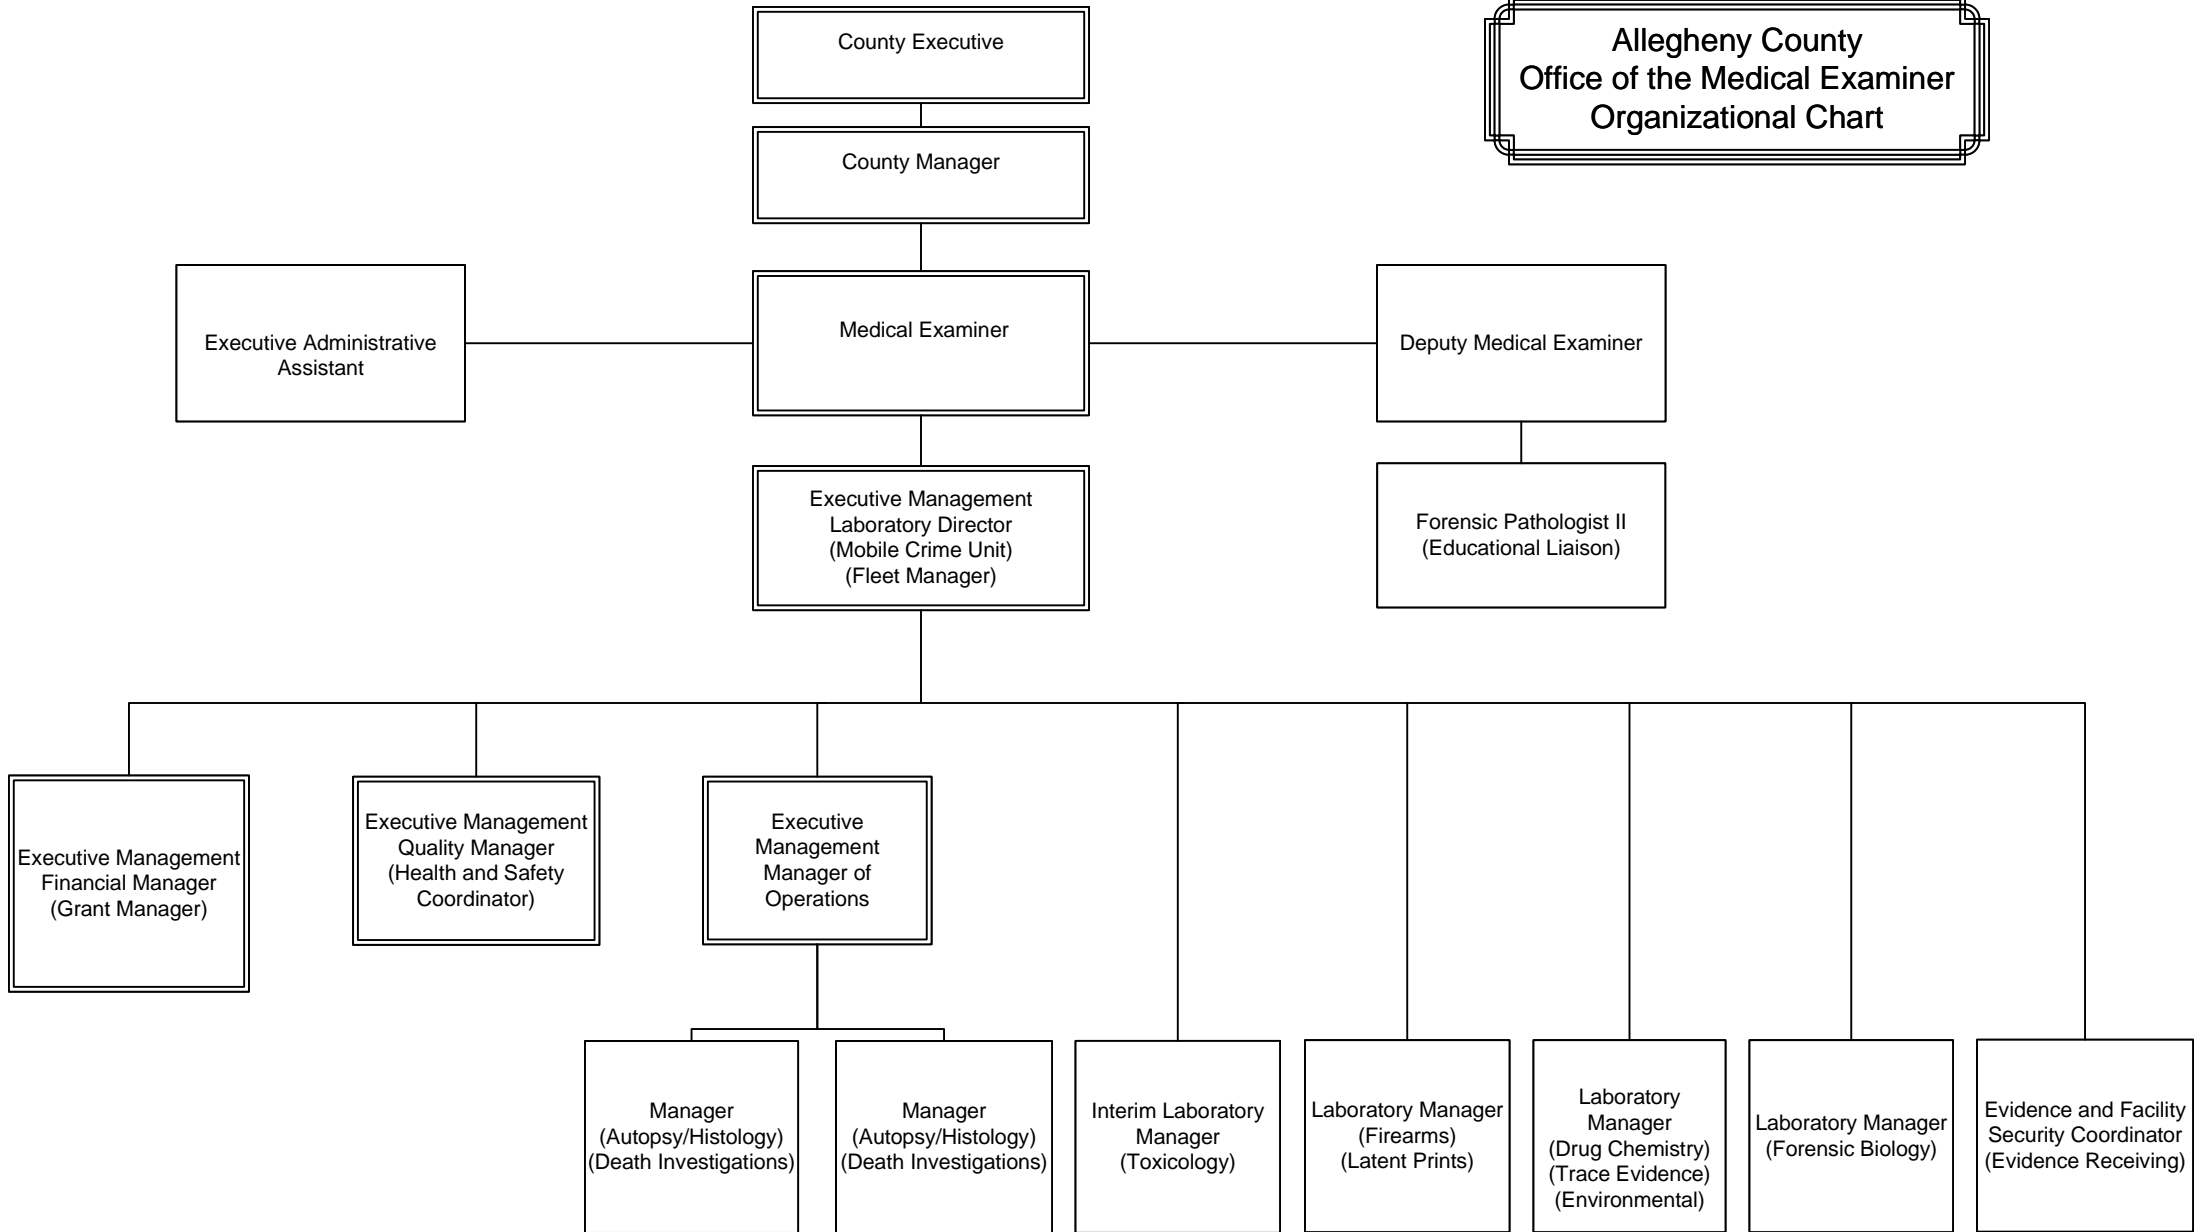 Allegheny County
Office of the Medical Examiner
Organizational Chart
County Executive
County Manager
Executive Administrative
Assistant
Medical Examiner
Deputy Medical Examiner
Executive Management
Laboratory Director
(Mobile Crime Unit)
(Fleet Manager)
Forensic Pathologist II
(Educational Liaison)
Executive Management
Financial Manager
(Grant Manager)
Executive Management
Quality Manager
(Health and Safety
Coordinator)
Executive
Management
Manager of
Operations
Manager
(Autopsy/Histology)
(Death Investigations)
Manager
(Autopsy/Histology)
(Death Investigations)
Interim Laboratory
Manager
(Toxicology)
Laboratory Manager
(Firearms)
(Latent Prints)
Laboratory
Manager
(Drug Chemistry)
(Trace Evidence)
(Environmental)
Laboratory Manager
(Forensic Biology)
Evidence and Facility
Security Coordinator
(Evidence Receiving)